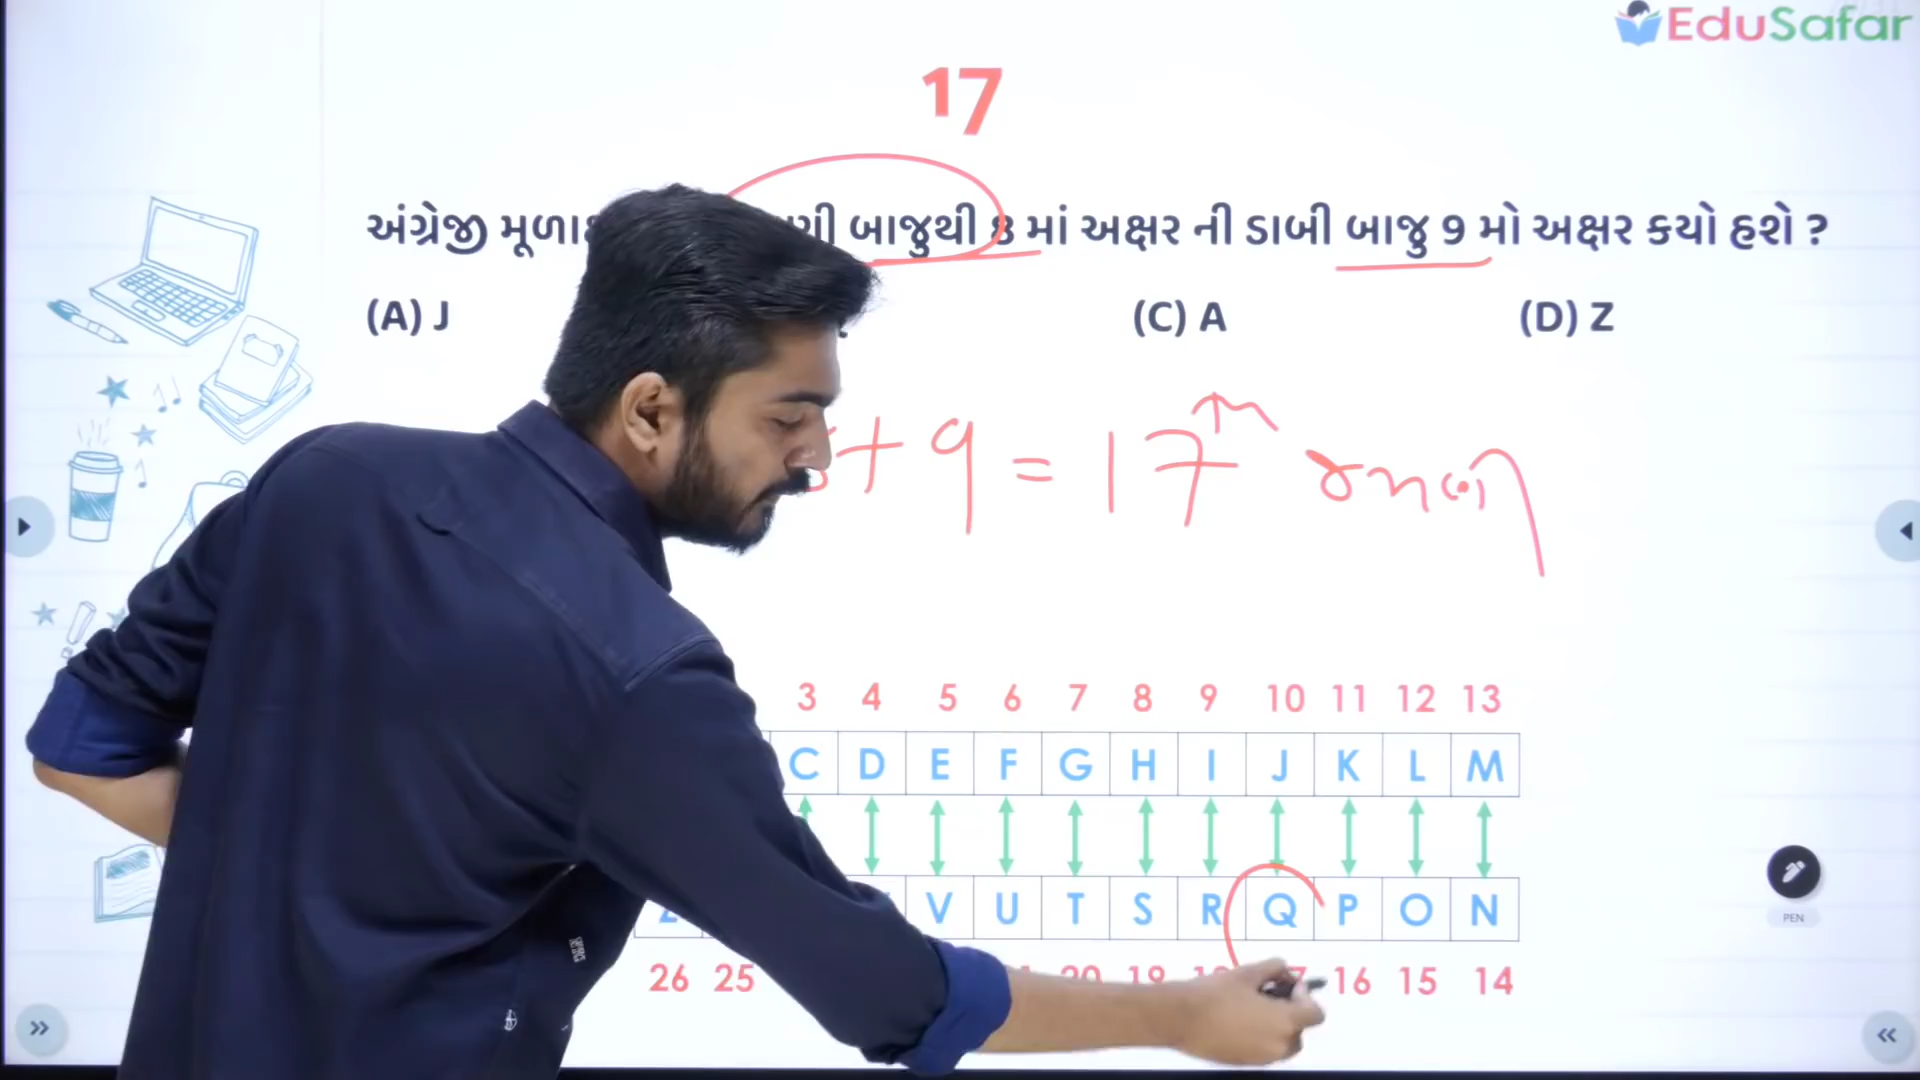 EduSafar
17
અંગ્રેજી બાજુથી 8 માં અક્ષર ની ડાબી બાજુ 9 મો અક્ષર કયો હશે ?
(A) J (C) A (D) Z
+ 9 = 17
3 4 5 6 7 8 9 10 11 12 13
C D E F G H I J K L M
V U T S R Q P O N
26 25 16 15 14
PEN